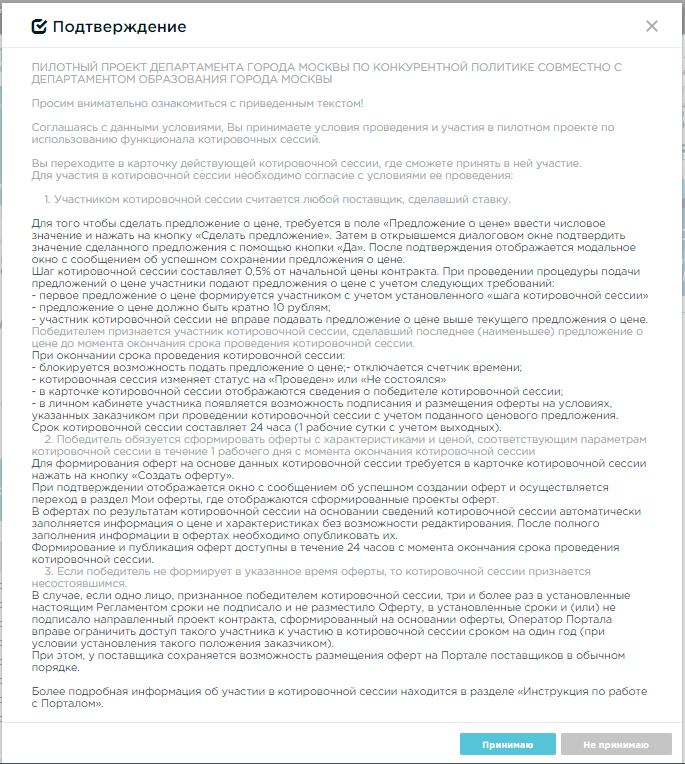 Подтверждение
ПИЛОТНЫЙ ПРОЕКТ ДЕПАРТАМЕНТА ГОРОДА МОСКВЫ ПО КОНКУРЕНТНОЙ ПОЛИТИКЕ СОВМЕСТНО С
ДЕПАРТАМЕНТОМ ОБРАЗОВАНИЯ ГОРОДА МОСКВЫ
Просим внимательно ознакомиться с приведенным текстом!
Соглашаясь с данными условиями, Вы принимаете условия проведения и участия в пилотном проекте по
использованию функционала котировочных сессий.
Вы переходите в карточку действующей котировочной сессии, где сможете принять в ней участие.
Для участия в котировочной сессии необходимо согласие с условиями ее проведения:
1. Участником котировочной сессии считается любой поставщик, сделавший ставку.
Для того чтобы сделать предложение о цене, требуется в поле «Предложение о цене» ввести числовое
значение и нажать на кнопку «Сделать предложение». Затем в открывшемся диалоговом окне подтвердить
значение сделанного предложения с помощью кнопки «Да». После подтверждения отображается модальное
окно с сообщением об успешном сохранении предложения о цене.
Шаг котировочной сессии составляет 0,5% от начальной цены контракта. При проведении процедуры подачи
предложений о цене участники подают предложения о цене с учетом следующих требований:
- первое предложение о цене формируется участником с учетом установленного «шага котировочной сессии»
- предложение о цене должно быть кратно 10 рублям;
- участник котировочной сессии не вправе подавать предложение о цене выше текущего предложения о цене.
Победителем признается участник котировочной сессии, сделавший последнее (наименьшее) предложение о
цене до момента окончания срока проведения котировочной сессии.
При окончании срока проведения котировочной сессии:
- блокируется возможность подать предложение о цене;- отключается счетчик времени;
- котировочная сессия изменяет статус на «Проведен» или «Не состоялся»
- в карточке котировочной сессии отображаются сведения о победителе котировочной сессии;
- в личном кабинете участника появляется возможность подписания и размещения оферты на условиях,
указанных заказчиком при проведении котировочной сессии с учетом поданного ценового предложения.
Срок котировочной сессии составляет 24 часа (1 рабочие сутки с учетом выходных).
2. Победитель обязуется сформировать оферты с характеристиками и ценой, соответствующим параметрам
котировочной сессии в течение 1 рабочего дня с момента окончания котировочной сессии
Для формирования оферт на основе данных котировочной сессии требуется в карточке котировочной сессии
нажать на кнопку «Создать оферту».
При подтверждении отображается окно с сообщением об успешном создании оферт и осуществляется
переход в раздел Мои оферты, где отображаются сформированные проекты оферт.
В офертах по результатам котировочной сессии на основании сведений котировочной сессии автоматически
заполняется информация о цене и характеристиках без возможности редактирования. После полного
заполнения информации в офертах необходимо опубликовать их.
Формирование и публикация оферт доступны в течение 24 часов с момента окончания срока проведения
котировочной сессии.
3. Если победитель не формирует в указанное время оферты, то котировочной сессии признается
несостоявшимся.
В случае, если одно лицо, признанное победителем котировочной сессии, три и более раз в установленные
настоящим Регламентом сроки не подписало и не разместило Оферту, в установленные сроки и (или) не
подписало направленный проект контракта, сформированный на основании оферты, Оператор Портала
вправе ограничить доступ такого участника к участию в котировочной сессии сроком на один год (при
условии установления такого положения заказчиком).
При этом, у поставщика сохраняется возможность размещения оферт на Портале поставщиков в обычном
порядке.
Более подробная информация об участии в котировочной сессии находится в разделе «Инструкция по работе
с Порталом».
Принимаю Не принимаю